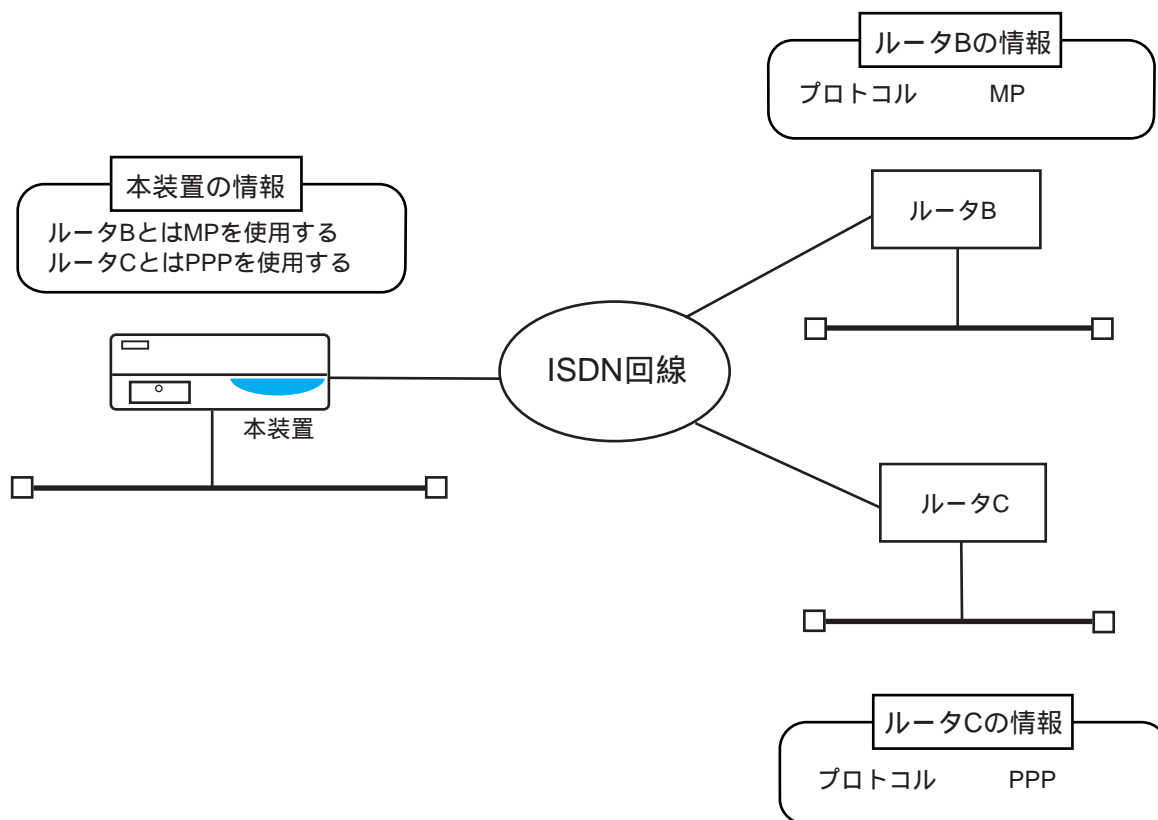 ルータBの情報
プロトコル MP
本装置の情報
ルータBとはMPを使用する
ルータCとはPPPを使用する
ルータB
ISDN回線
本装置
ルータC
ルータCの情報
プロトコル PPP